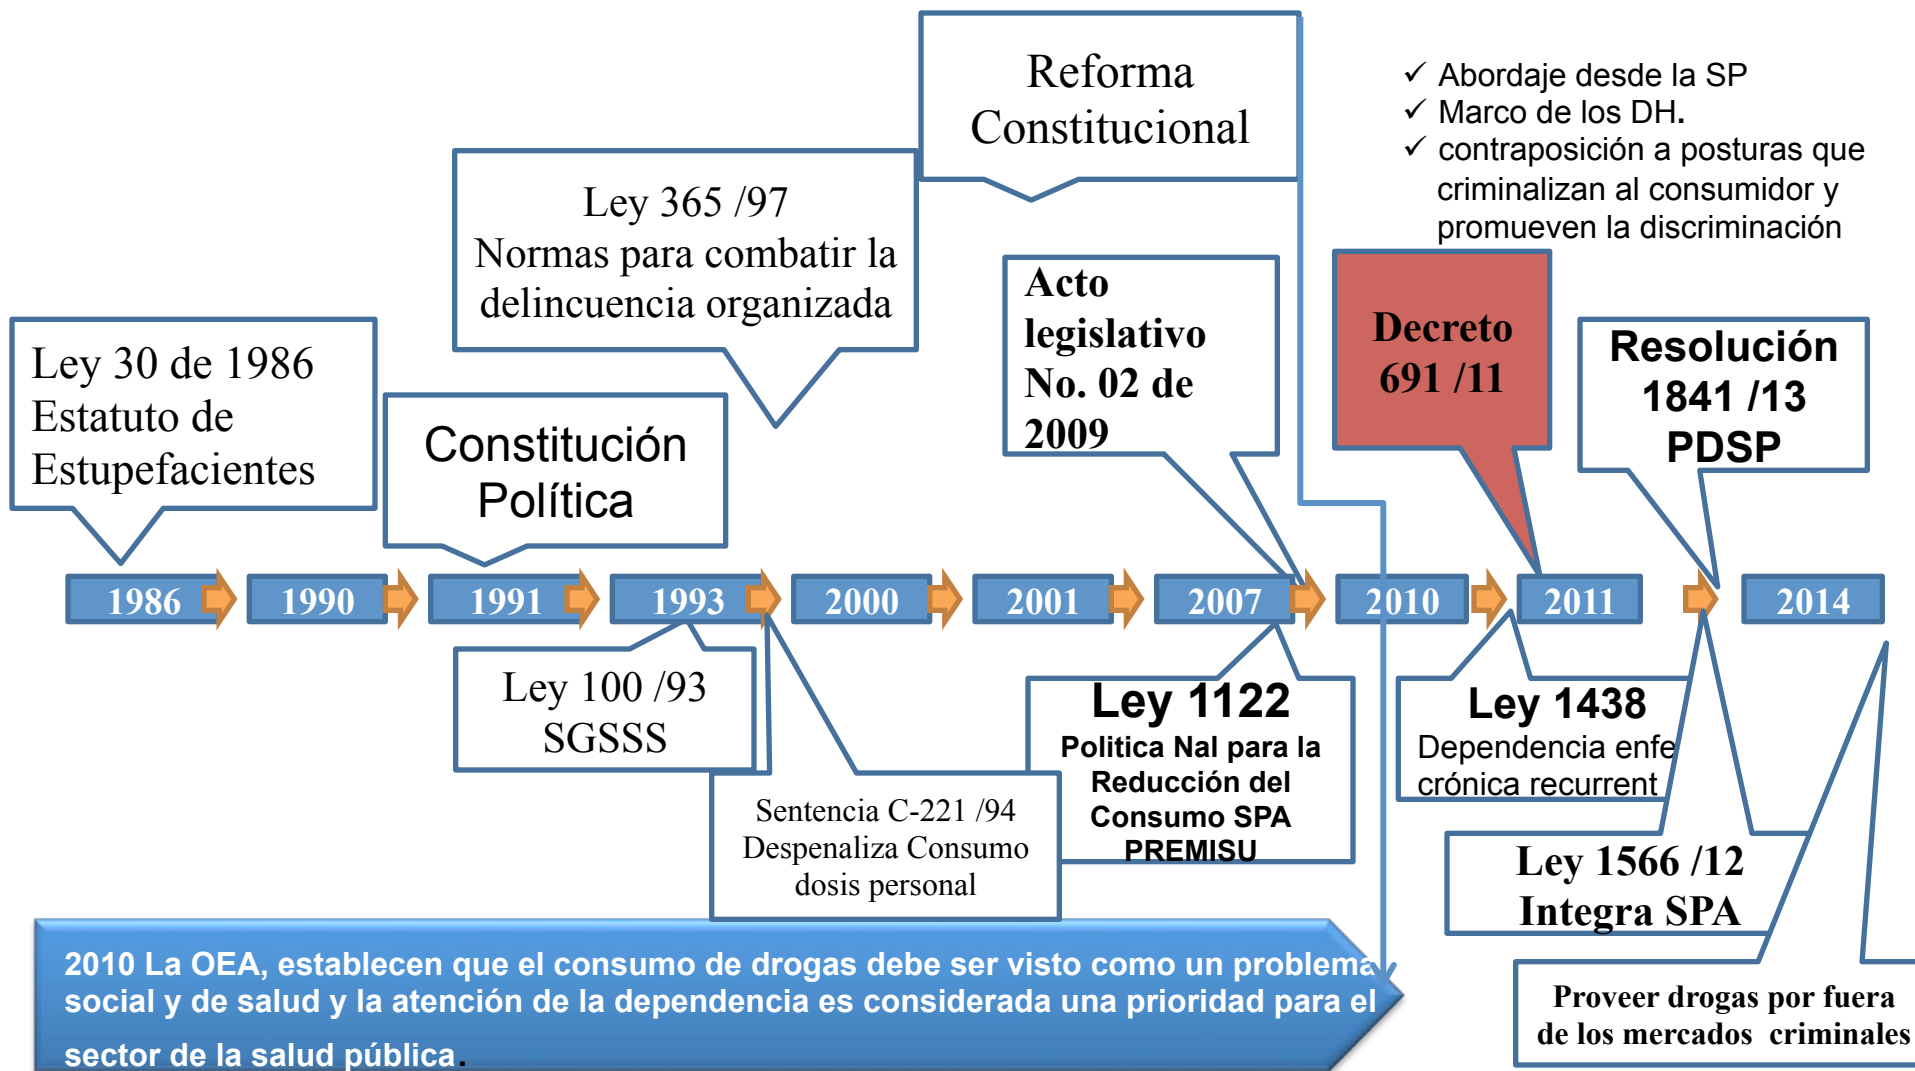 Reforma
Constitucional
✓ Abordaje desde la SP
✓ Marco de los DH.
✓ contraposición a posturas que
criminalizan al consumidor y
promueven la discriminación
Ley 365 /97
Normas para combatir la
delincuencia organizada
Acto
legislativo
No. 02 de
2009
Decreto
691 /11
Resolución
1841 /13
PDSP
Ley 30 de 1986
Estatuto de
Estupefacientes
Constitución
Política
1986
1990
1991
1993
2000
2001
2007
2010
2011
2014
Ley 100 /93
SGSSS
Sentencia C-221 /94
Despenaliza Consumo
dosis personal
Ley 1122
Politica Nal para la
Reducción del
Consumo SPA
PREMISU
Ley 1438
Dependencia enfe
crónica recurrent
Ley 1566 /12
Integra SPA
Proveer drogas por fuera
de los mercados criminales
2010 La OEA, establecen que el consumo de drogas debe ser visto como un problema
social y de salud y la atención de la dependencia es considerada una prioridad para el
sector de la salud pública.